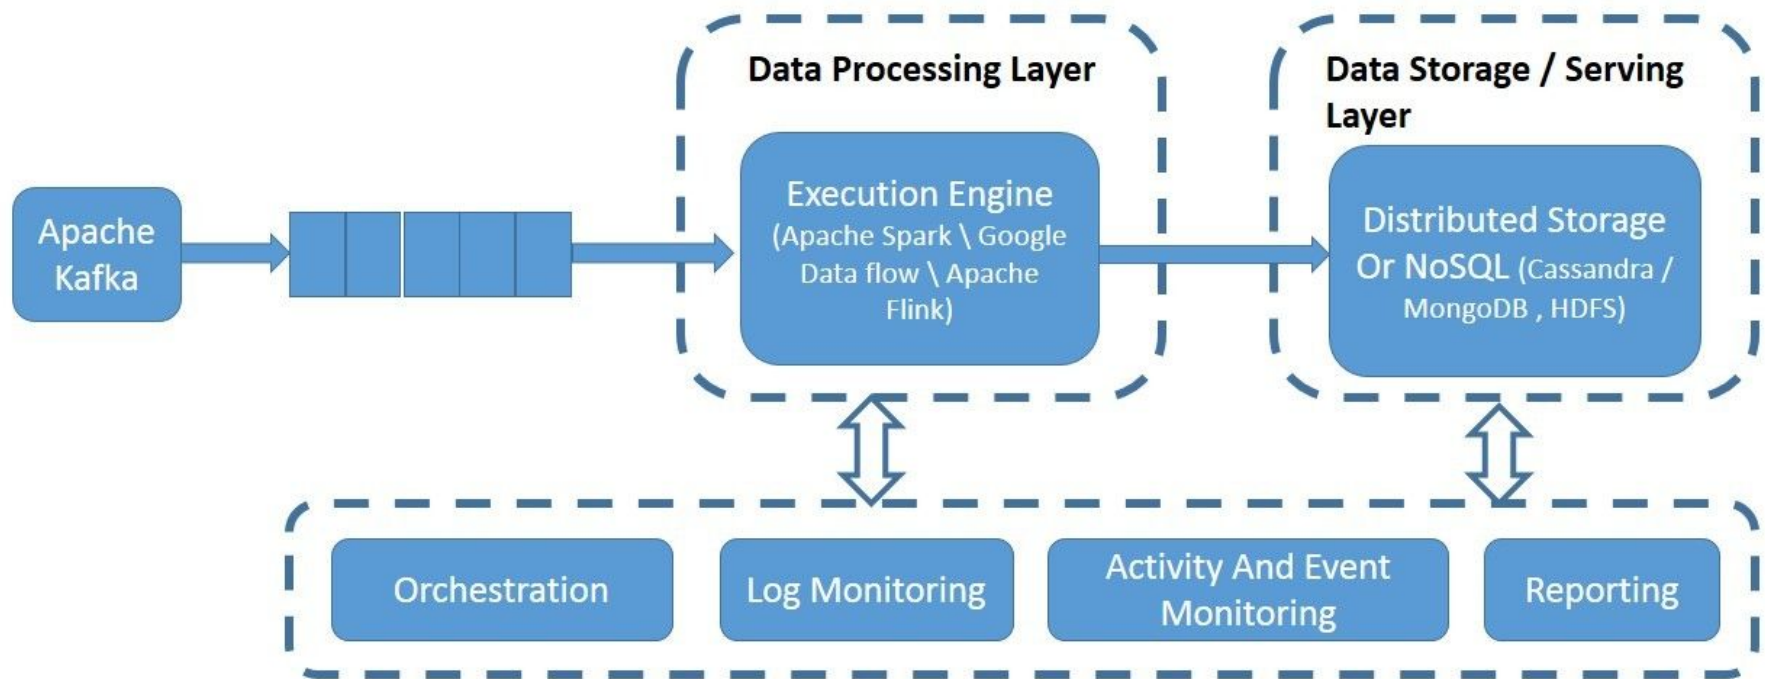 Data Processing Layer
Data Storage / Serving
Layer
Apache
Kafka
Execution Engine
(Apache Spark \ Google
Data flow \ Apache
Flink)
Distributed Storage
Or NoSQL (Cassandra /
MongoDB , HDFS)
Orchestration
Log Monitoring
Activity And Event
Monitoring
Reporting